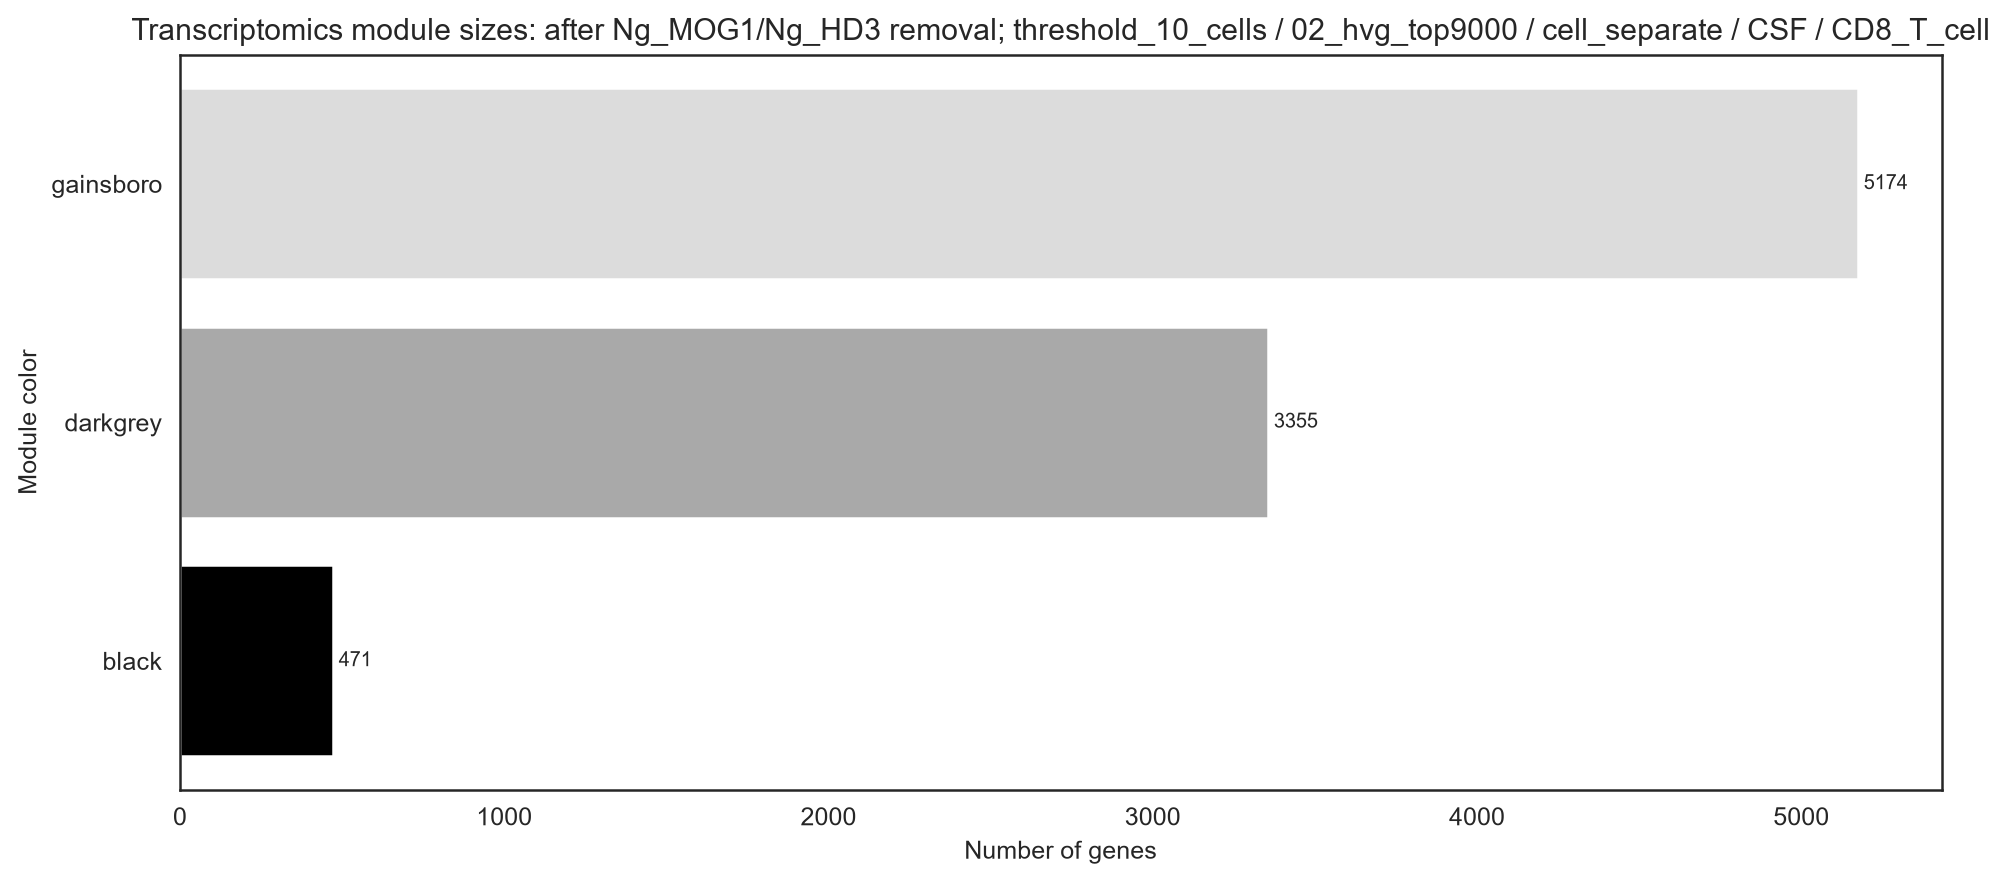 Transcriptomics module sizes: after Ng_MOG1/Ng_HD3 removal; threshold_10_cells / 02_hvg_top9000 / cell_separate / CSF / CD8_T_cell
gainsboro
5174
darkgrey
3355
black
471
Module color
0 1000 2000 3000 4000 5000
Number of genes